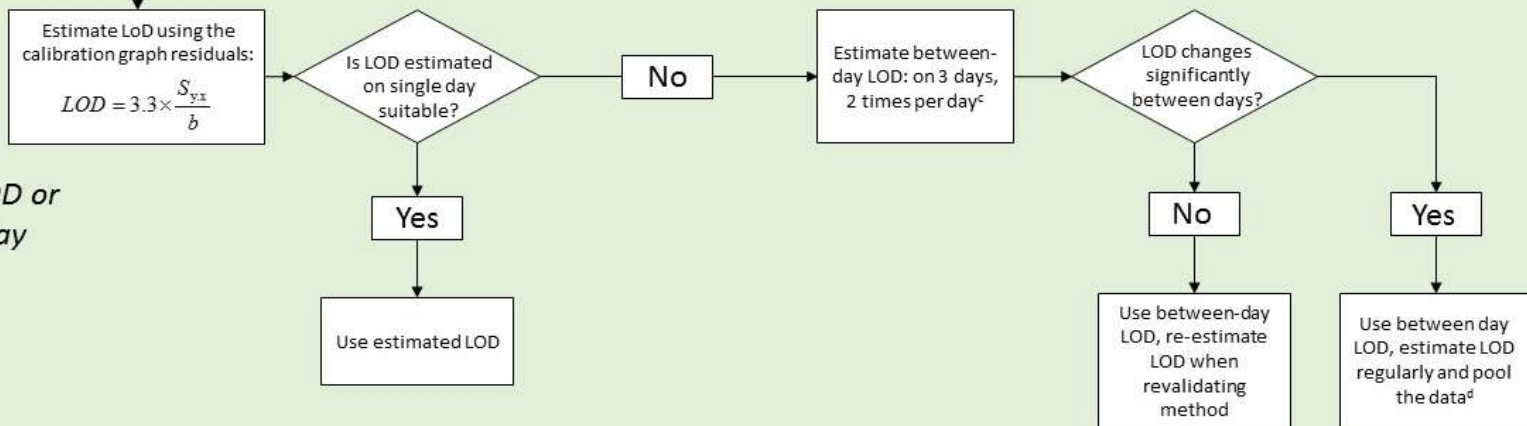 Estimate LoD using the
calibration graph residuals:
LOD = 3.3 × Syx / b
Is LOD estimated
on single day
suitable?
No
Estimate between-
day LOD: on 3 days,
2 times per dayᶜ
LOD changes
significantly
between days?
D or
ay
Yes
No
Yes
Use estimated LOD
Use between-day
LOD, re-estimate
LOD when
revalidating
method
Use between day
LOD, estimate LOD
regularly and pool
the dataᵈ